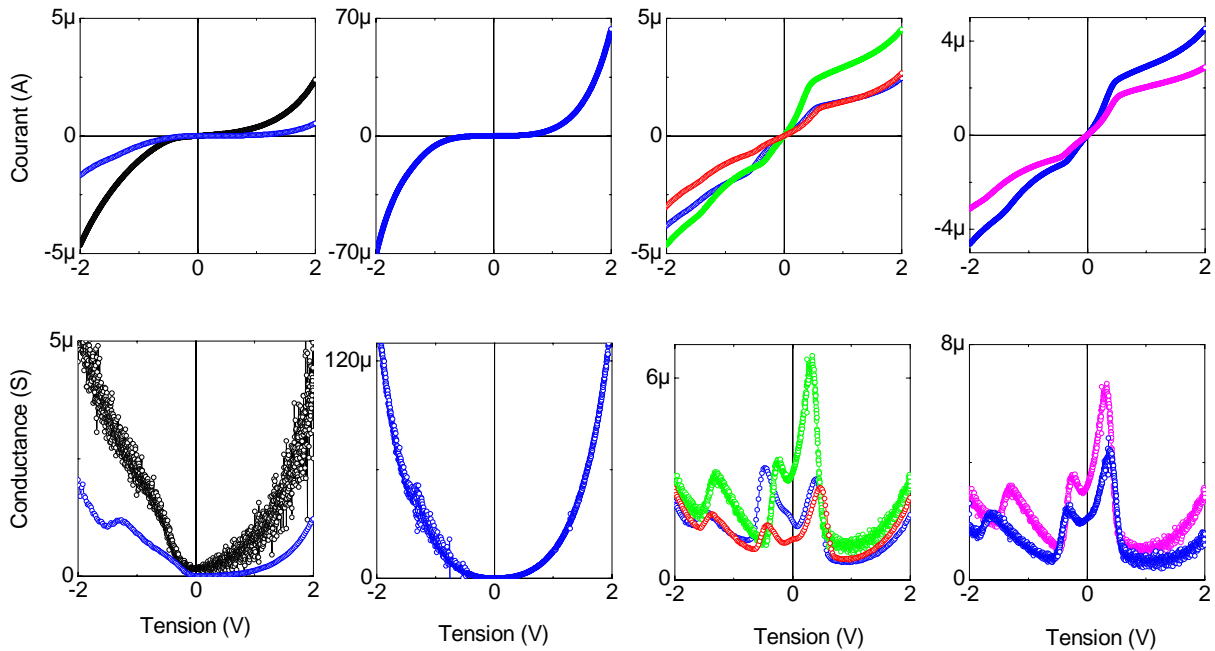 5µ 70µ 5µ 4µ
Courant (A) 0 0 0 0
-5µ -70µ -5µ -4µ
-2 0 2 -2 0 2 -2 0 2 -2 0 2
5µ 120µ 6µ 8µ
Conductance (S)
0 0 0 0
-2 0 2 -2 0 2 -2 0 2 -2 0 2
Tension (V) Tension (V) Tension (V) Tension (V)